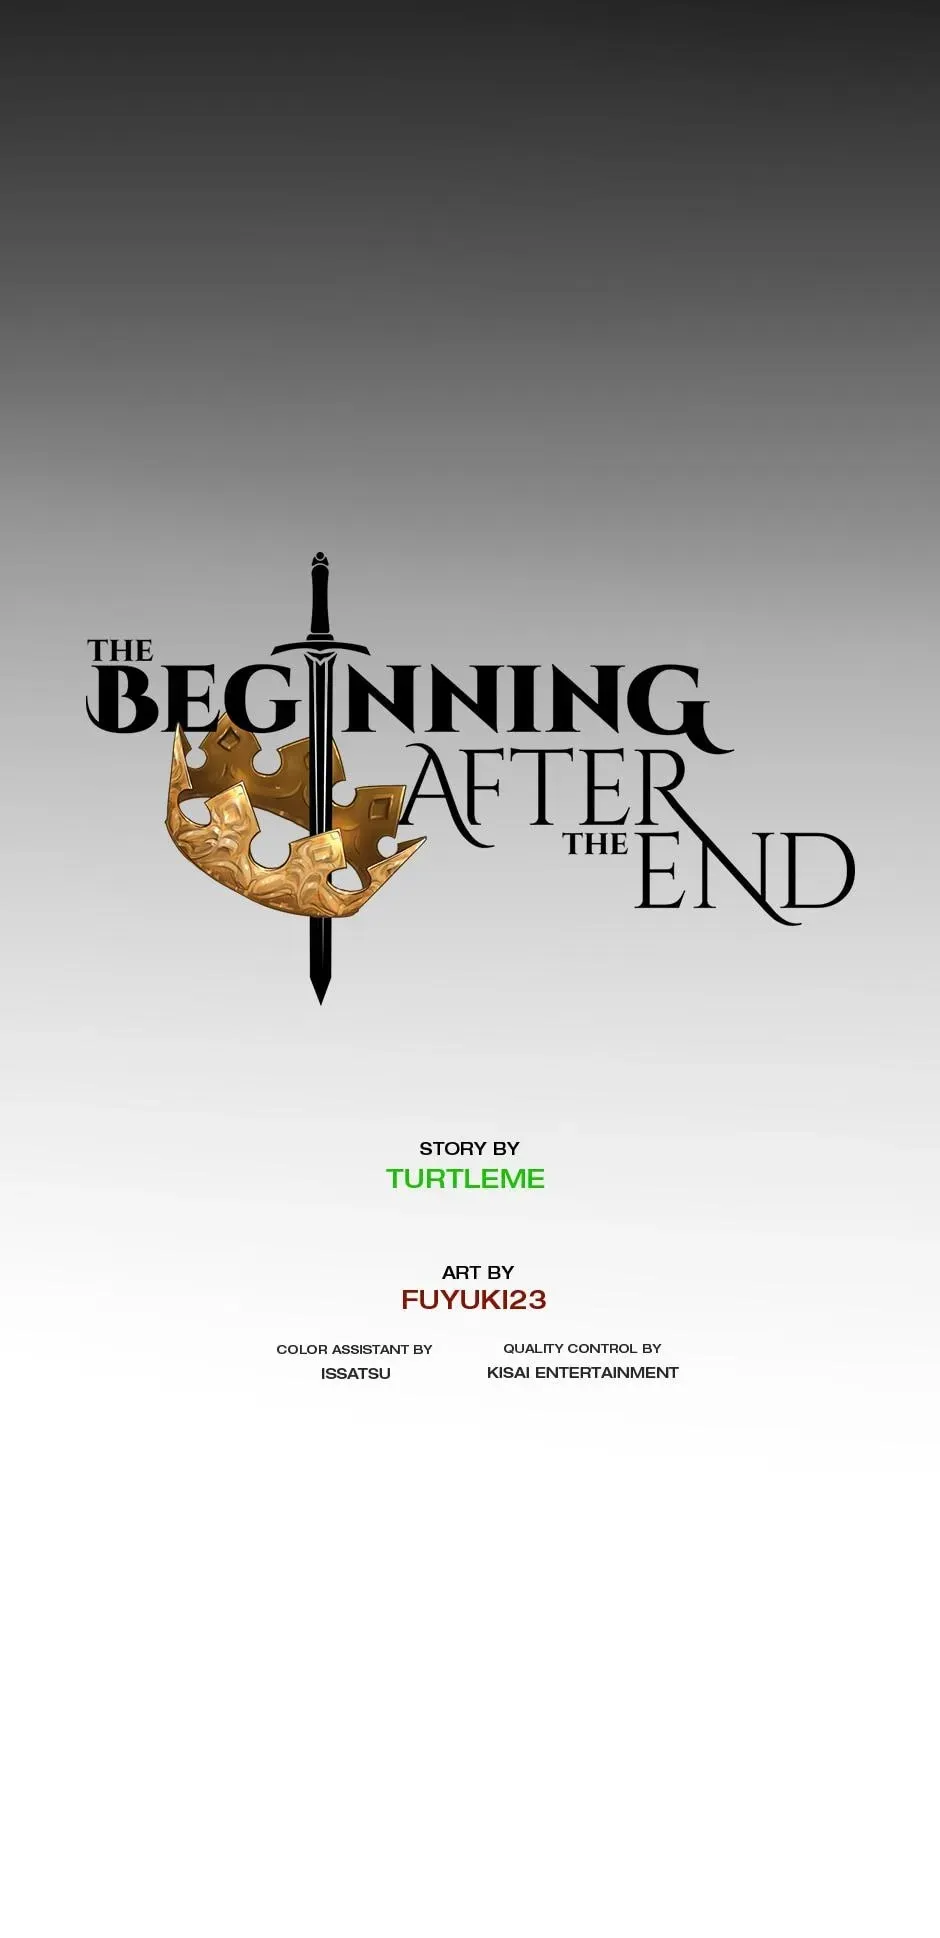 THE
BEGINNING
AFTER
THE END
STORY BY
TURTLEME
ART BY
FUYUKI23
COLOR ASSISTANT BY
ISSATSU
QUALITY CONTROL BY
KISAI ENTERTAINMENT